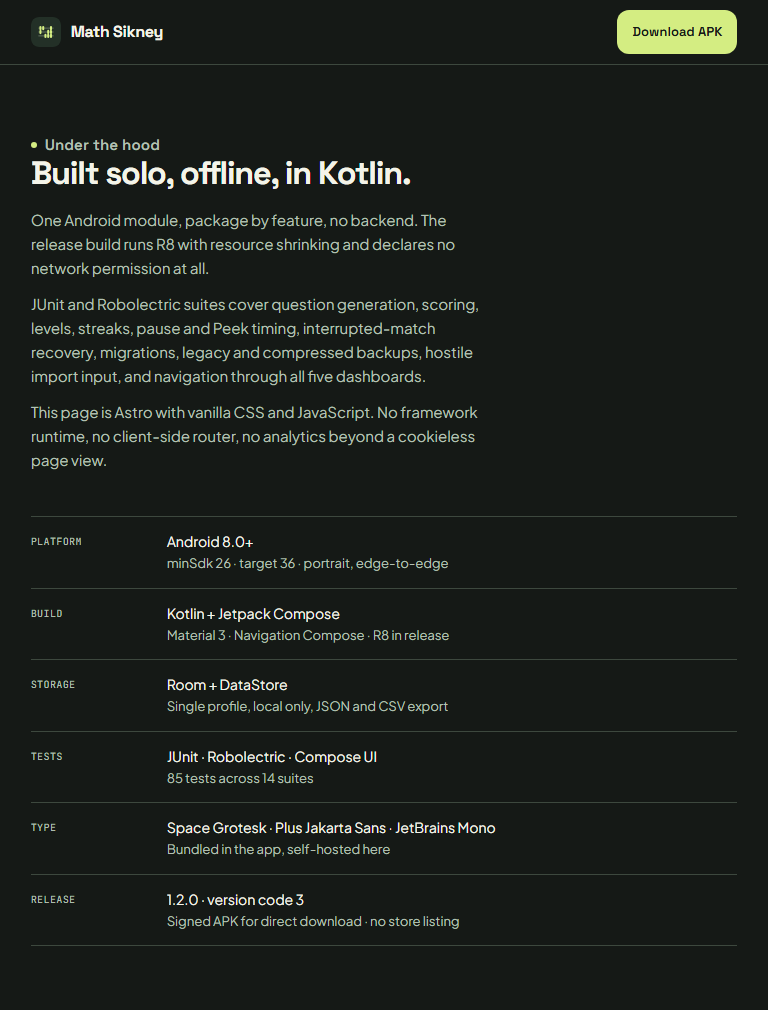 Math Sikney
Download APK
Under the hood
Built solo, offline, in Kotlin.
One Android module, package by feature, no backend. The
release build runs R8 with resource shrinking and declares no
network permission at all.
JUnit and Robolectric suites cover question generation, scoring,
levels, streaks, pause and Peek timing, interrupted-match
recovery, migrations, legacy and compressed backups, hostile
import input, and navigation through all five dashboards.
This page is Astro with vanilla CSS and JavaScript. No framework
runtime, no client-side router, no analytics beyond a cookieless
page view.
PLATFORM
Android 8.0+
minSdk 26 · target 36 · portrait, edge-to-edge
BUILD
Kotlin + Jetpack Compose
Material 3 · Navigation Compose · R8 in release
STORAGE
Room + DataStore
Single profile, local only, JSON and CSV export
TESTS
JUnit · Robolectric · Compose UI
85 tests across 14 suites
TYPE
Space Grotesk · Plus Jakarta Sans · JetBrains Mono
Bundled in the app, self-hosted here
RELEASE
1.2.0 · version code 3
Signed APK for direct download · no store listing